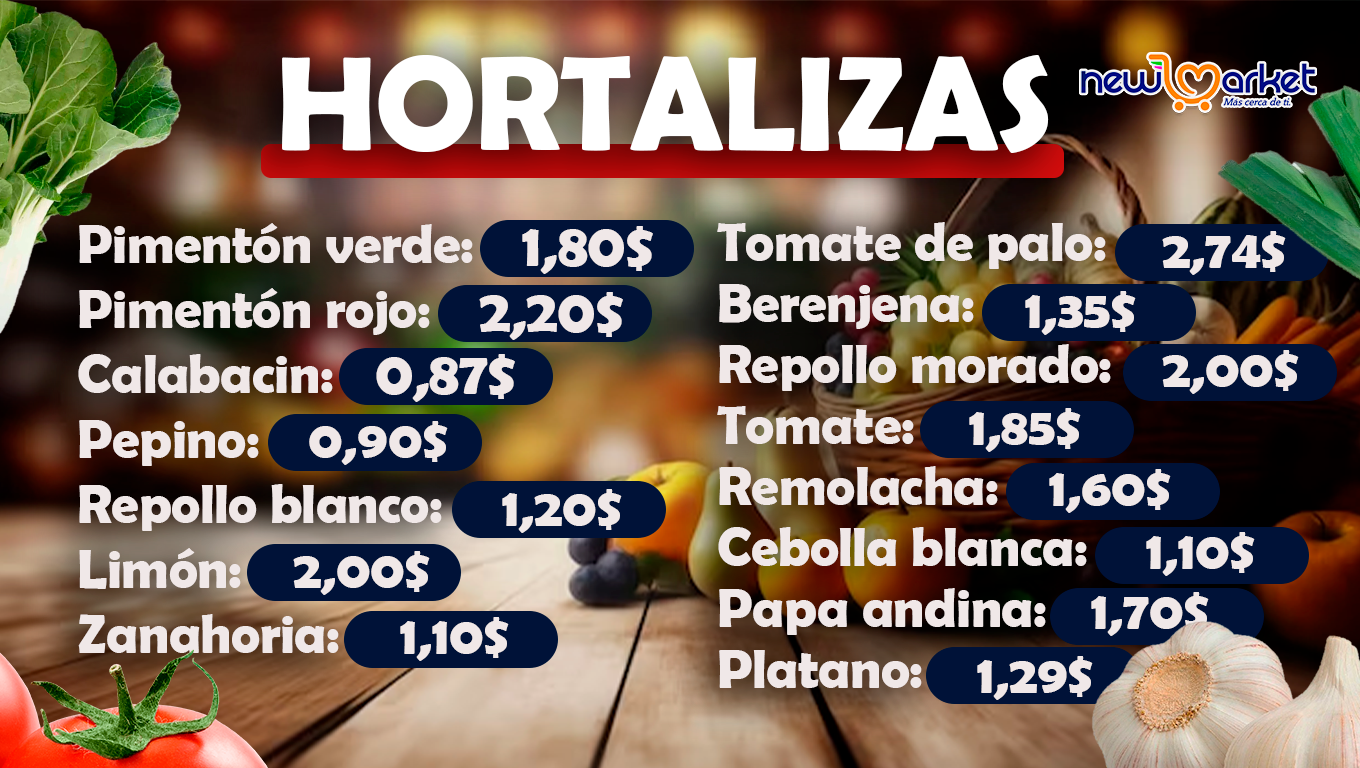 HORTALIZAS
new market
Más cerca de ti.
Pimentón verde: 1,80$
Pimentón rojo: 2,20$
Calabacin: 0,87$
Pepino: 0,90$
Repollo blanco: 1,20$
Limón: 2,00$
Zanahoria: 1,10$
Tomate de palo: 2,74$
Berenjena: 1,35$
Repollo morado: 2,00$
Tomate: 1,85$
Remolacha: 1,60$
Cebolla blanca: 1,10$
Papa andina: 1,70$
Platano: 1,29$